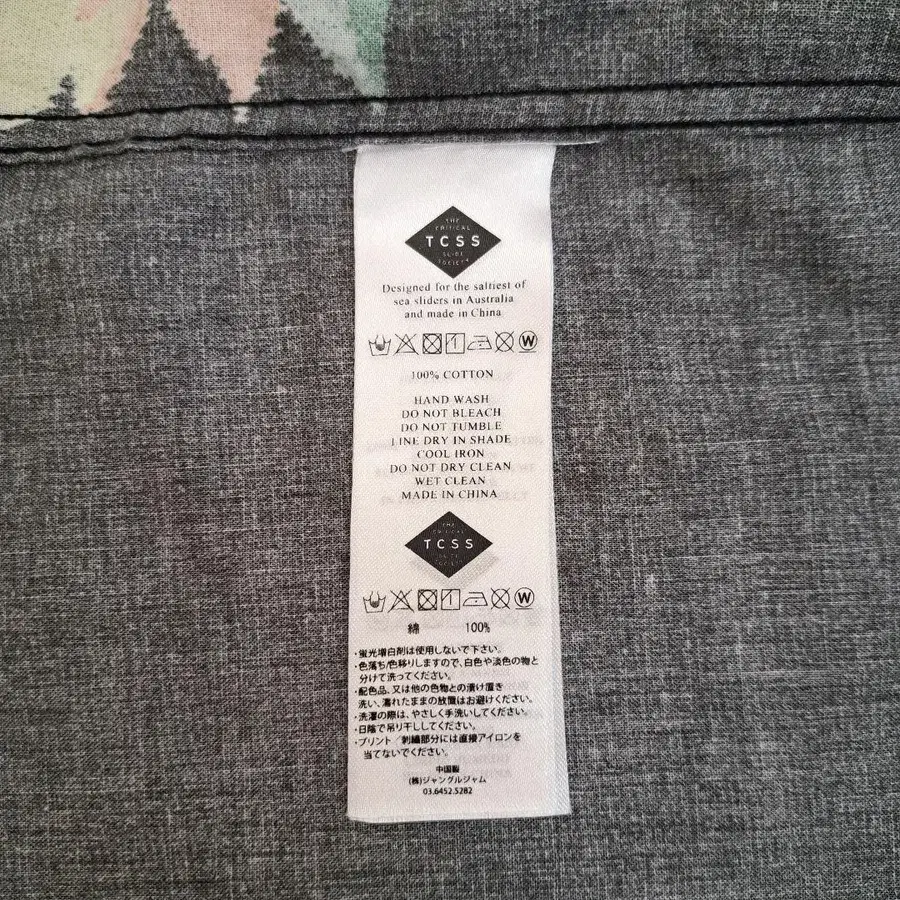 THE
CRITICAL
TCSS
SLIDE
SOCIETY
Designed for the saltiest of
sea sliders in Australia
and made in China
W
100% COTTON
HAND WASH
DO NOT BLEACH
DO NOT TUMBLE
LINE DRY IN SHADE
COOL IRON
DO NOT DRY CLEAN
WET CLEAN
MADE IN CHINA
THE
CRITICAL
TCSS
SLIDE
SOCIETY
W
綿 100%
・蛍光増白剤は使用しないで下さい。
・色落ち/色移りしますので、白色や淡色の物と
分けて洗ってください。
・配色品、又は他の色物との漬け置き
洗い、濡れたままの放置はお避けください。
・洗濯の際は、やさしく手洗いしてください。
・日陰で吊り干ししてください。
・プリント／刺繍部分には直接アイロンを
当てないでください。
中国製
(株)ジャングルジャム
03.6452.5282